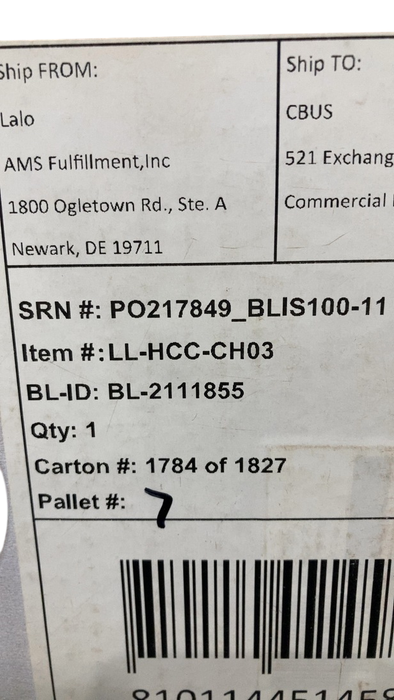 Ship FROM:
Lalo
AMS Fulfillment,Inc
1800 Ogletown Rd., Ste. A
Newark, DE 19711
Ship TO:
CBUS
521 Exchang
Commercial
SRN #: PO217849_BLIS100-11
Item #:LL-HCC-CH03
BL-ID: BL-2111855
Qty: 1
Carton #: 1784 of 1827
Pallet #: 7